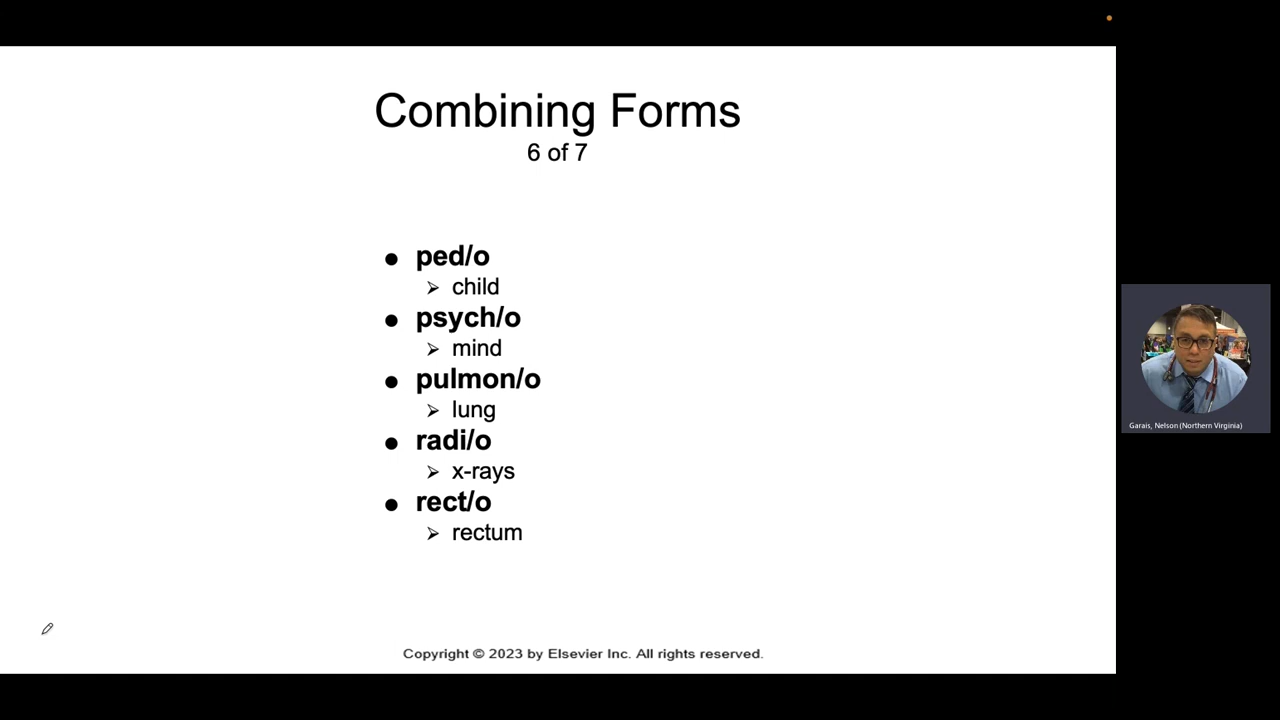 Combining Forms
6 of 7
ped/o
child
psych/o
mind
pulmon/o
lung
radi/o
x-rays
rect/o
rectum
Copyright © 2023 by Elsevier Inc. All rights reserved.
Garais, Nelson (Northern Virginia)